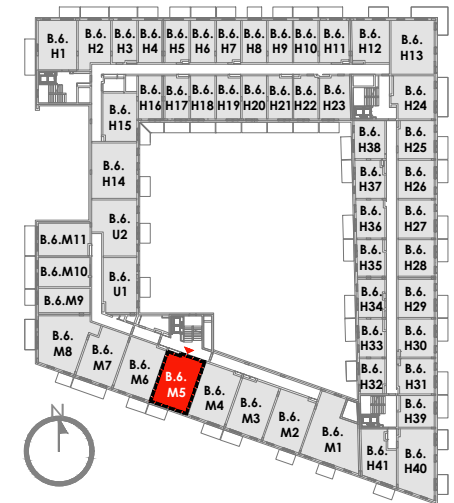 B.6.
H1
B.6.
H2
B.6.
H3
B.6.
H4
B.6.
H5
B.6.
H6
B.6.
H7
B.6.
H8
B.6.
H9
B.6.
H10
B.6.
H11
B.6.
H12
B.6.
H13
B.6.
H15
B.6.
H16
B.6.
H17
B.6.
H18
B.6.
H19
B.6.
H20
B.6.
H21
B.6.
H22
B.6.
H23
B.6.
H24
B.6.
H38
B.6.
H25
B.6.
H14
B.6.
H37
B.6.
H26
B.6.
U2
B.6.
H36
B.6.
H27
B.6.M11
B.6.
H35
B.6.
H28
B.6.M10
B.6.
U1
B.6.
H34
B.6.
H29
B.6.M9
B.6.
H33
B.6.
H30
B.6.
M8
B.6.
M7
B.6.
M6
B.6.
M5
B.6.
M4
B.6.
M3
B.6.
M2
B.6.
M1
B.6.
H32
B.6.
H31
B.6.
H39
B.6.
H41
B.6.
H40
N